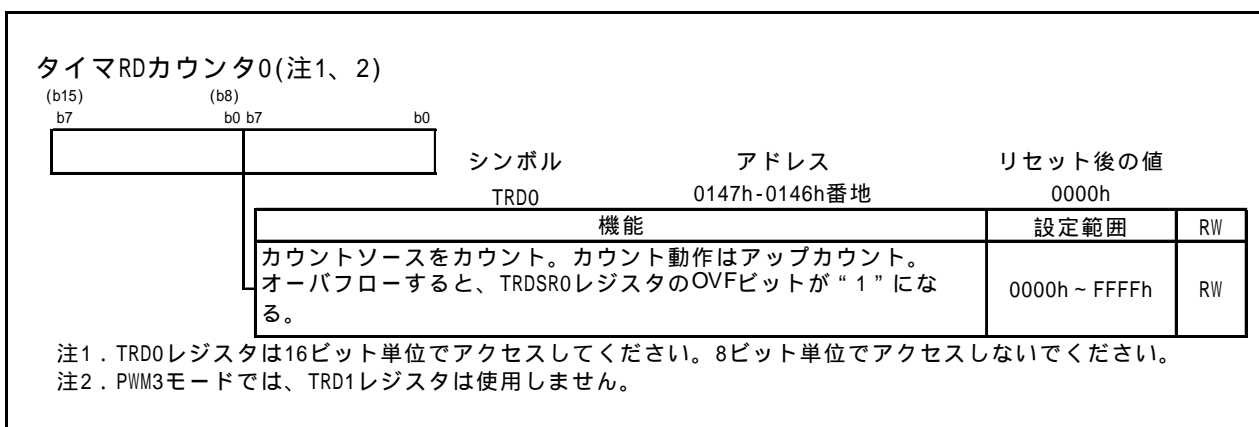 タイマRDカウンタ0(注1、2)
(b15) (b8)
b7 b0 b7 b0
シンボル アドレス リセット後の値
TRD0 0147h-0146h番地 0000h
機能 設定範囲 RW
カウントソースをカウント。カウント動作はアップカウント。
オーバフローすると、TRDSR0レジスタのOVFビットが“1”にな
る。
0000h～FFFFh RW
注1．TRD0レジスタは16ビット単位でアクセスしてください。8ビット単位でアクセスしないでください。
注2．PWM3モードでは、TRD1レジスタは使用しません。